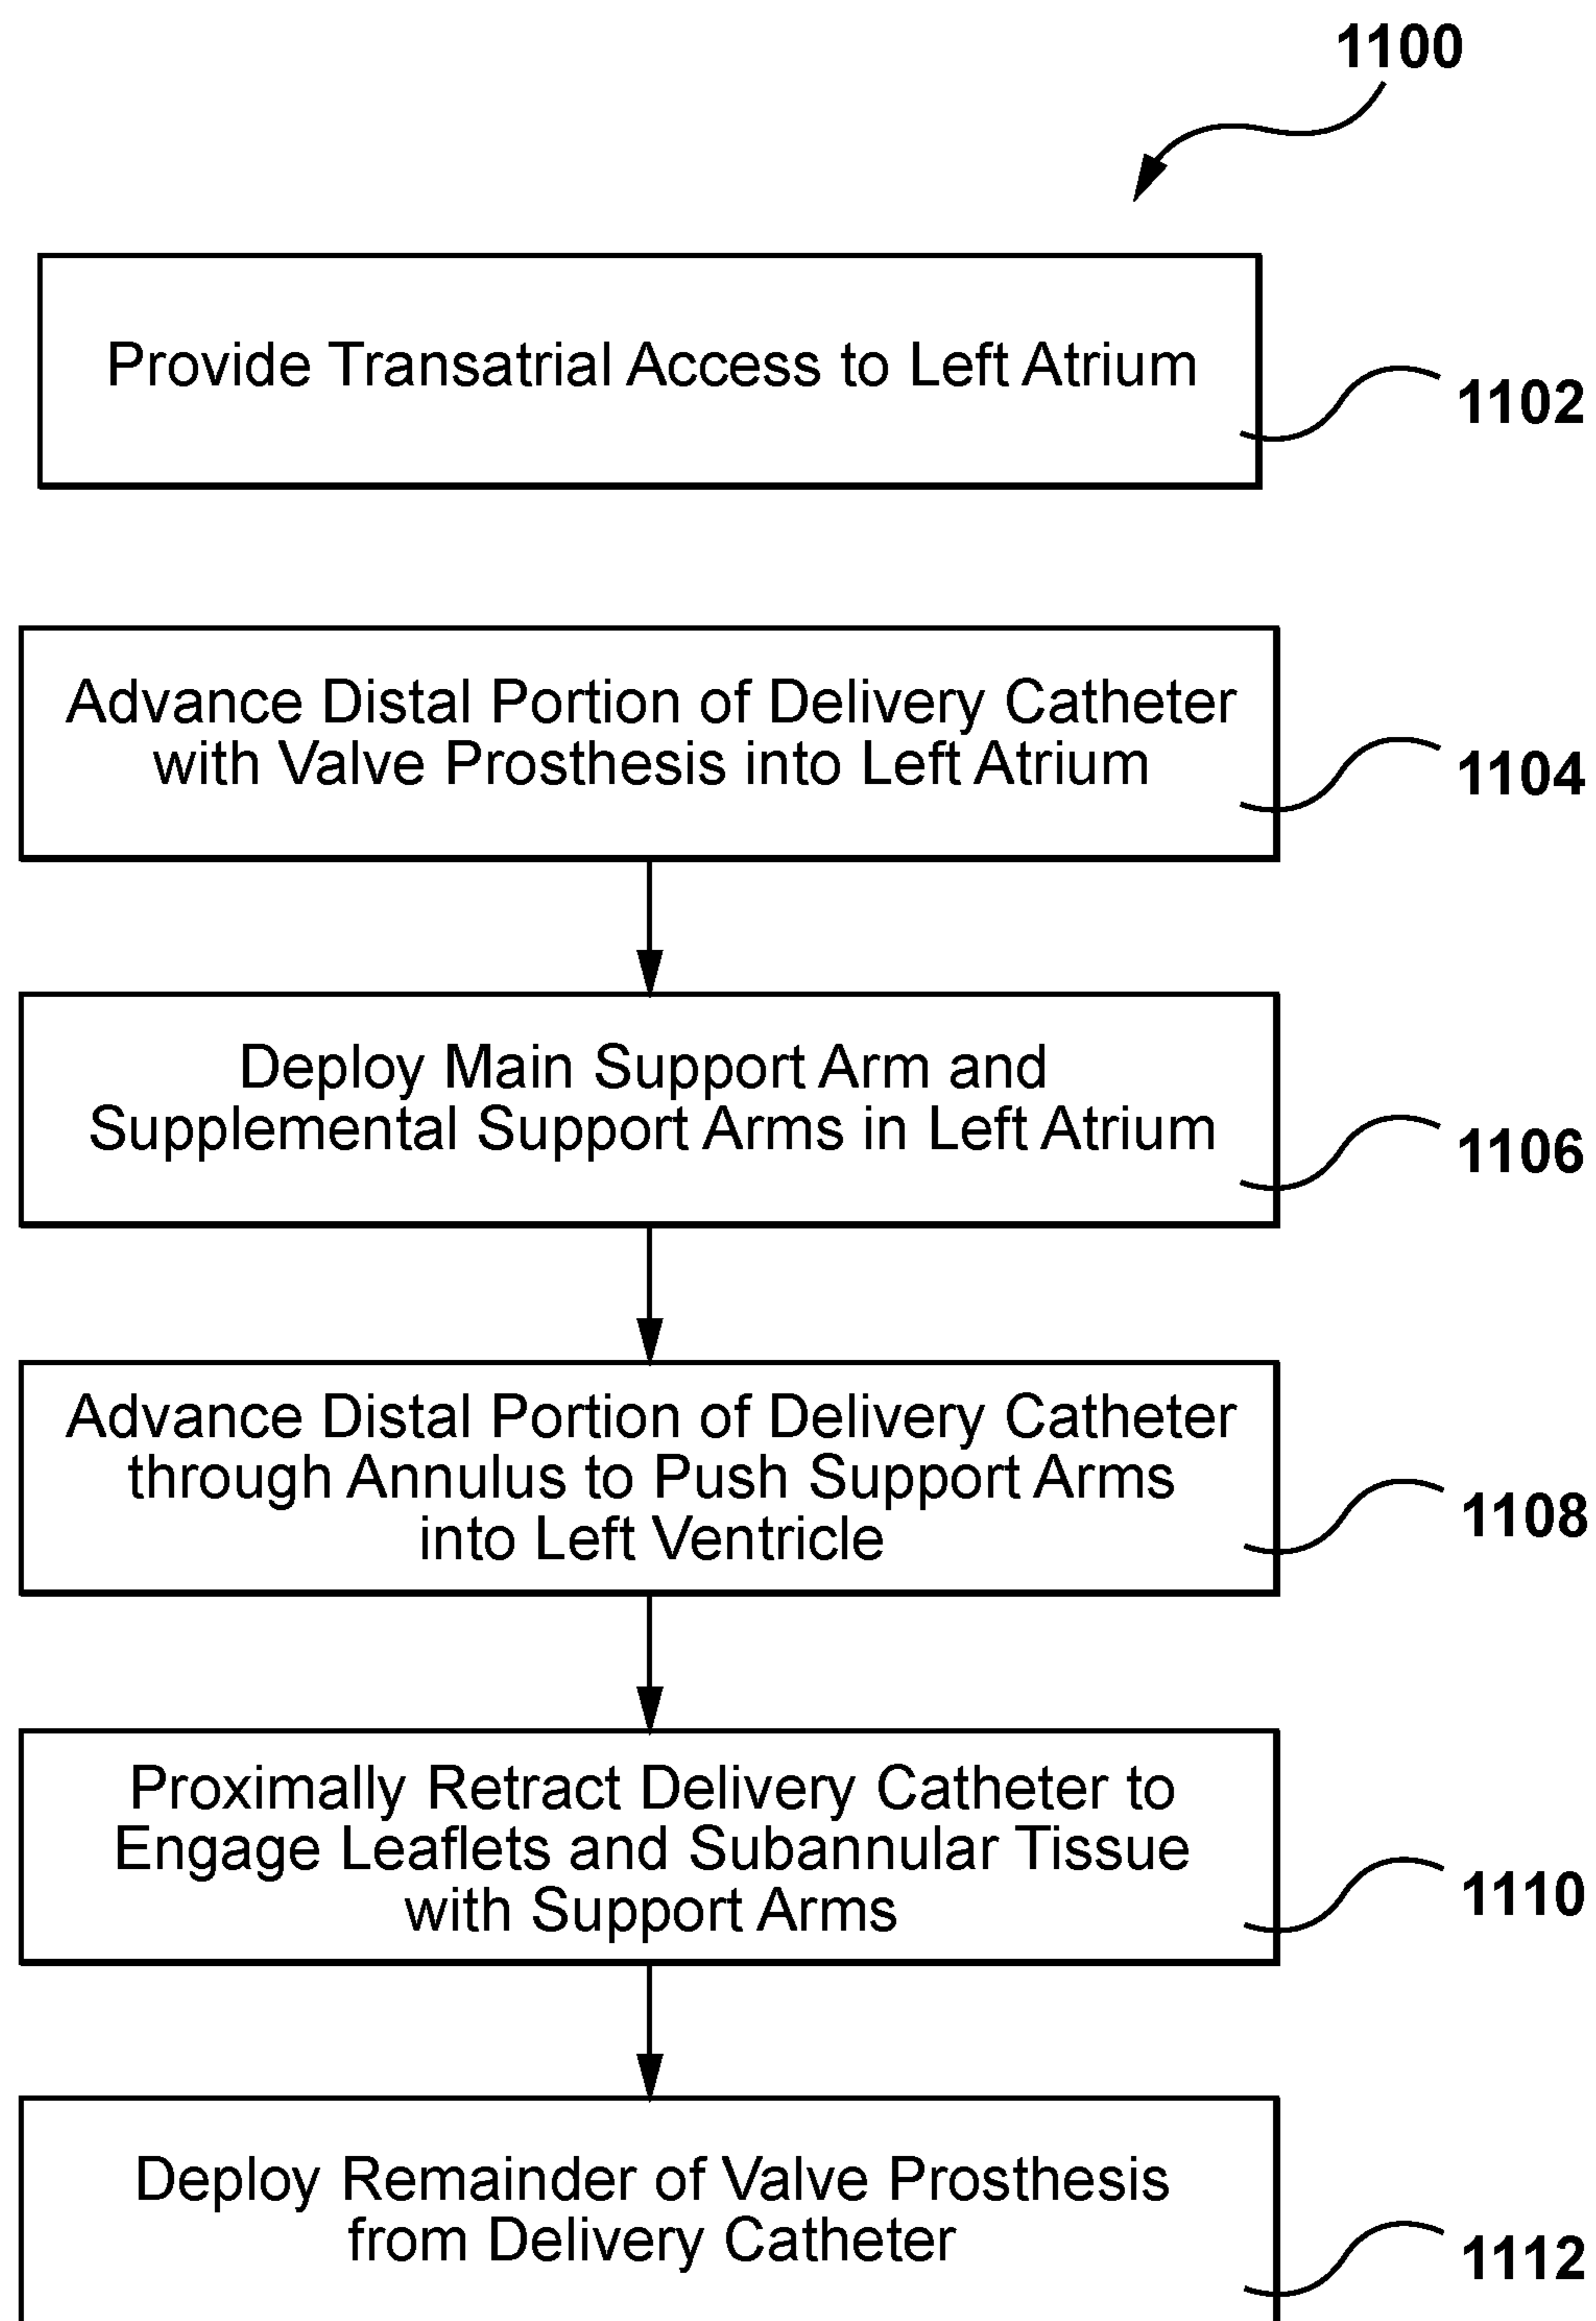 1100
Provide Transatrial Access to Left Atrium
1102
Advance Distal Portion of Delivery Catheter
with Valve Prosthesis into Left Atrium
1104
Deploy Main Support Arm and
Supplemental Support Arms in Left Atrium
1106
Advance Distal Portion of Delivery Catheter
through Annulus to Push Support Arms
into Left Ventricle
1108
Proximally Retract Delivery Catheter to
Engage Leaflets and Subannular Tissue
with Support Arms
1110
Deploy Remainder of Valve Prosthesis
from Delivery Catheter
1112